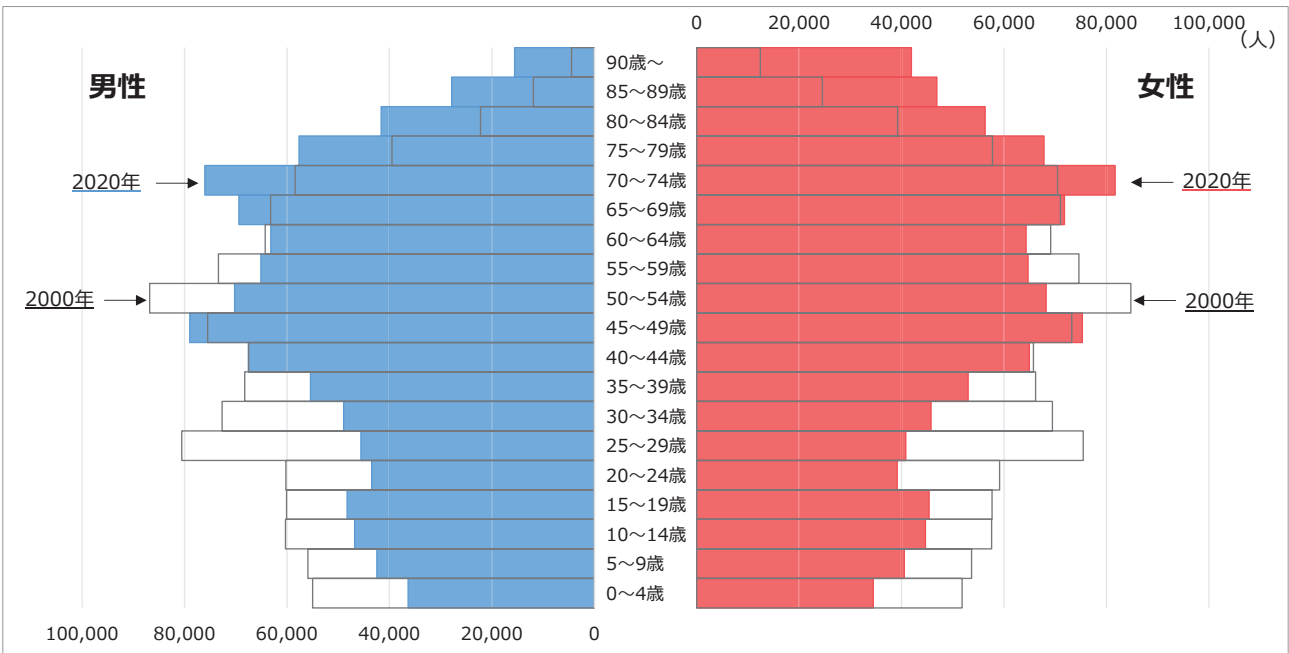 0 20,000 40,000 60,000 80,000 100,000
(人)
男性
女性
90歳～
85～89歳
80～84歳
75～79歳
2020年 70～74歳 2020年
65～69歳
60～64歳
55～59歳
2000年 50～54歳 2000年
45～49歳
40～44歳
35～39歳
30～34歳
25～29歳
20～24歳
15～19歳
10～14歳
5～9歳
0～4歳
100,000 80,000 60,000 40,000 20,000 0